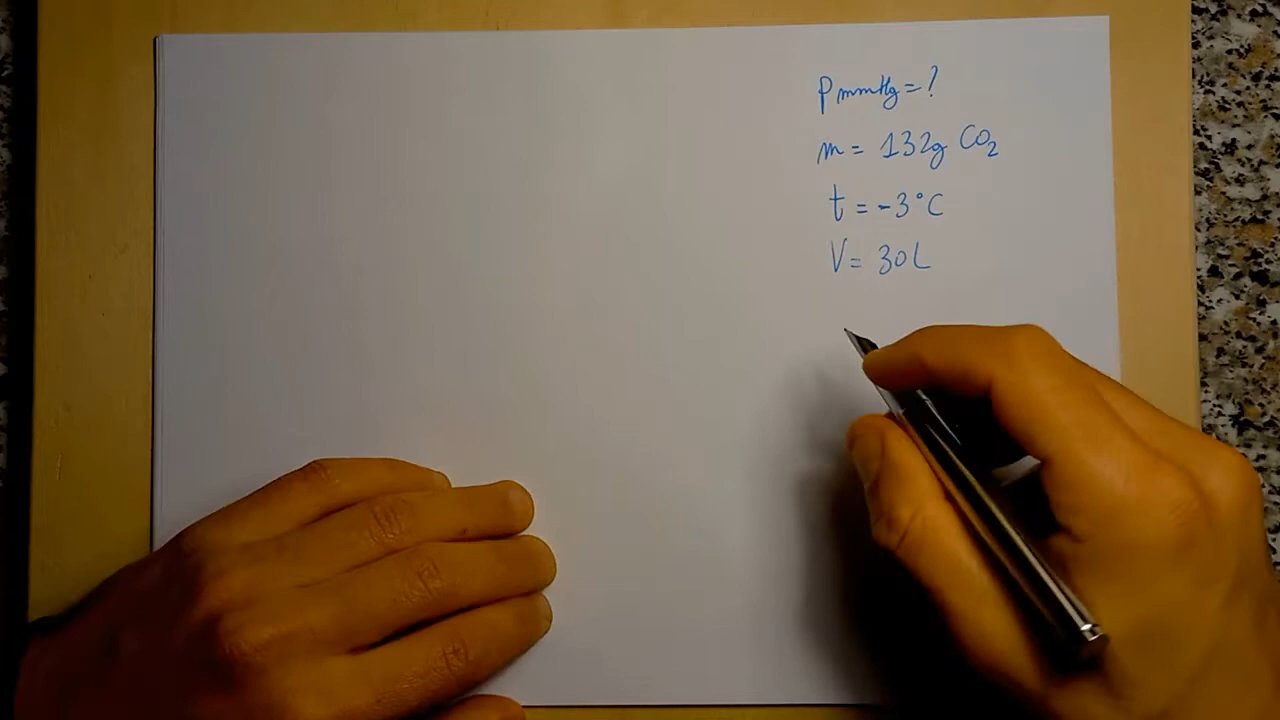 P mmHg = ?
m = 132g CO₂
t = -3°C
V = 30L